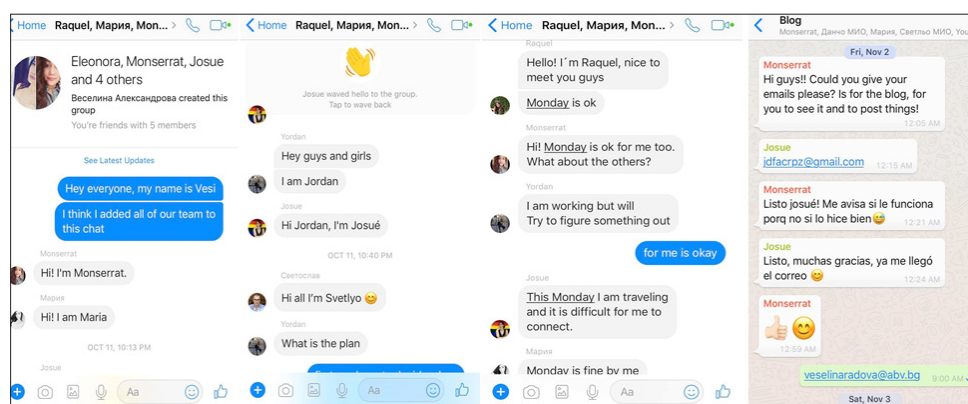 Home Raquel, Мария, Mon... >
Eleonora, Monserrat, Josue
and 4 others
Веселина Александрова created this
group
You're friends with 5 members
See Latest Updates
Hey everyone, my name is Vesi
I think I added all of our team to
this chat
Monserrat
Hi! I'm Monserrat.
Мария
Hi! I am Maria
OCT 11, 10:13 PM
Josue
Aa
Home Raquel, Мария, Mon... >
Josue waved hello to the group.
Tap to wave back
Yordan
Hey guys and girls
I am Jordan
Josue
Hi Jordan, I'm Josué
OCT 11, 10:40 PM
Светослав
Hi all I'm Svetlyo
Yordan
What is the plan
Aa
Home Raquel, Мария, Mon... >
Raquel
Hello! I´m Raquel, nice to
meet you guys
Monday is ok
Monserrat
Hi! Monday is ok for me too.
What about the others?
Yordan
I am working but will
Try to figure something out
for me is okay
Josue
This Monday I am traveling
and it is difficult for me to
connect.
Мария
Monday is fine by me
Aa
Blog
Monserrat, Данчо МИО, Мария, Светльо МИО, You
Fri, Nov 2
Monserrat
Hi guys!! Could you give your
emails please? Is for the blog, for
you to see it and to post things!
12:05 AM
Josue
jdfacrpz@gmail.com 12:15 AM
Monserrat
Listo josué! Me avisa si le funciona
porq no si lo hice bien
12:21 AM
Josue
Listo, muchas gracias, ya me llegó
el correo
12:24 AM
Monserrat
12:59 AM
veselinaradova@abv.bg 9:00 AM
Sat, Nov 3